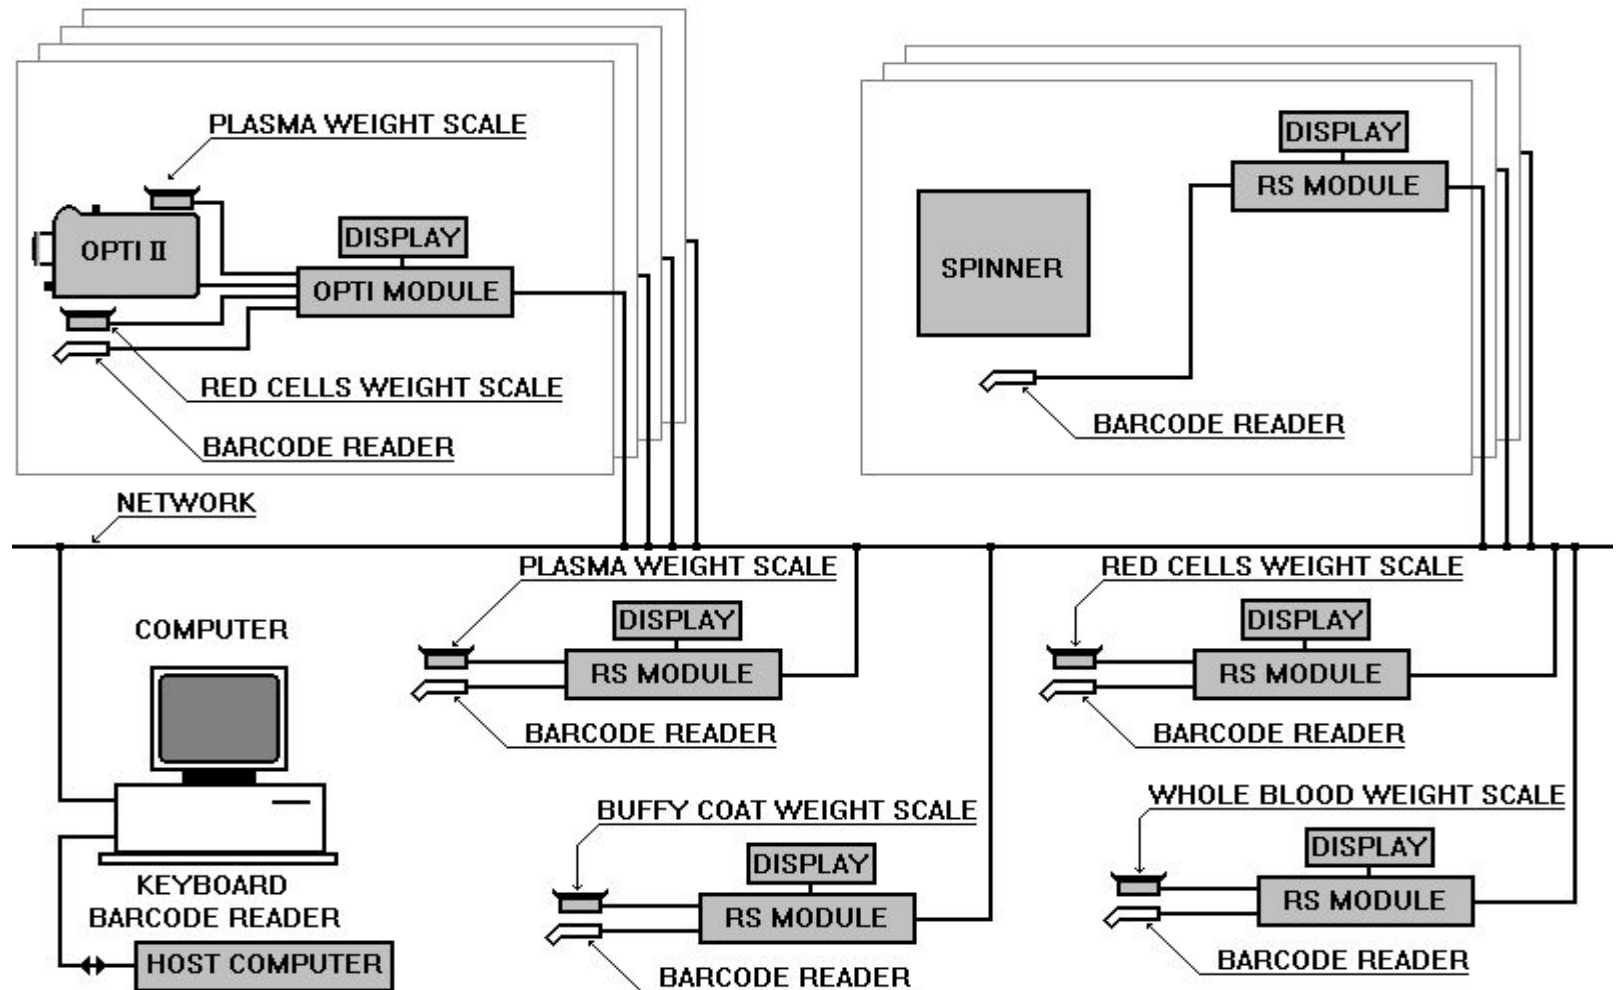 PLASMA WEIGHT SCALE
OPTI II
DISPLAY
OPTI MODULE
RED CELLS WEIGHT SCALE
BARCODE READER
DISPLAY
RS MODULE
SPINNER
BARCODE READER
NETWORK
PLASMA WEIGHT SCALE
DISPLAY
RS MODULE
BARCODE READER
RED CELLS WEIGHT SCALE
DISPLAY
RS MODULE
BARCODE READER
COMPUTER
KEYBOARD
BARCODE READER
HOST COMPUTER
BUFFY COAT WEIGHT SCALE
DISPLAY
RS MODULE
BARCODE READER
WHOLE BLOOD WEIGHT SCALE
DISPLAY
RS MODULE
BARCODE READER